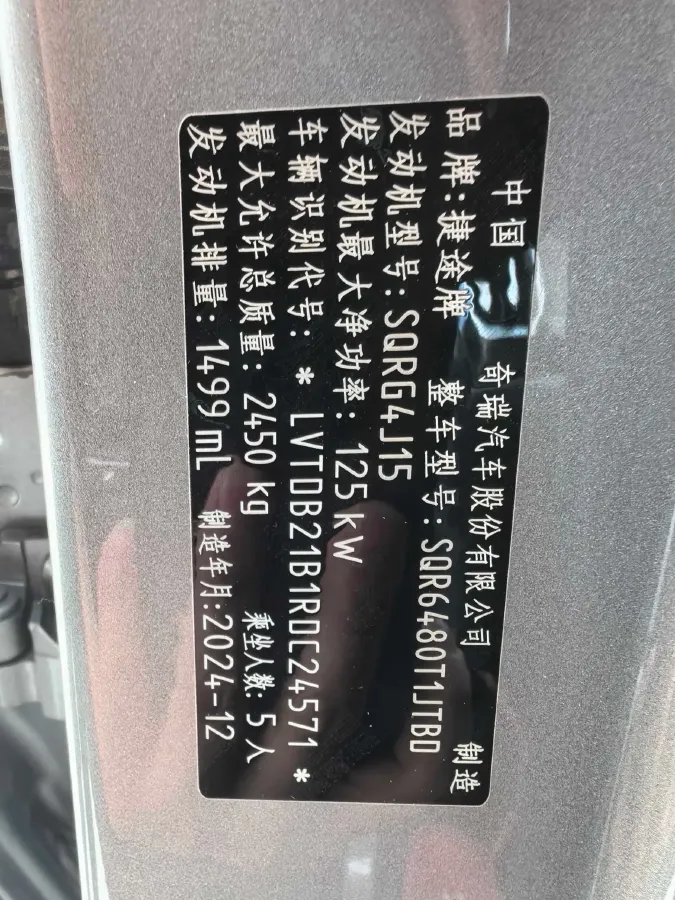 中国 奇瑞汽车股份有限公司 制造
品牌:捷途牌 整车型号:SQR6480T1JTBD
发动机型号:SQRG4J15
发动机最大净功率:125kW
车辆识别代号:* LVTDB21B1RDC24571 *
最大允许总质量:2450 kg 乘坐人数:5人
发动机排量:1499 mL 制造年月:2024-12